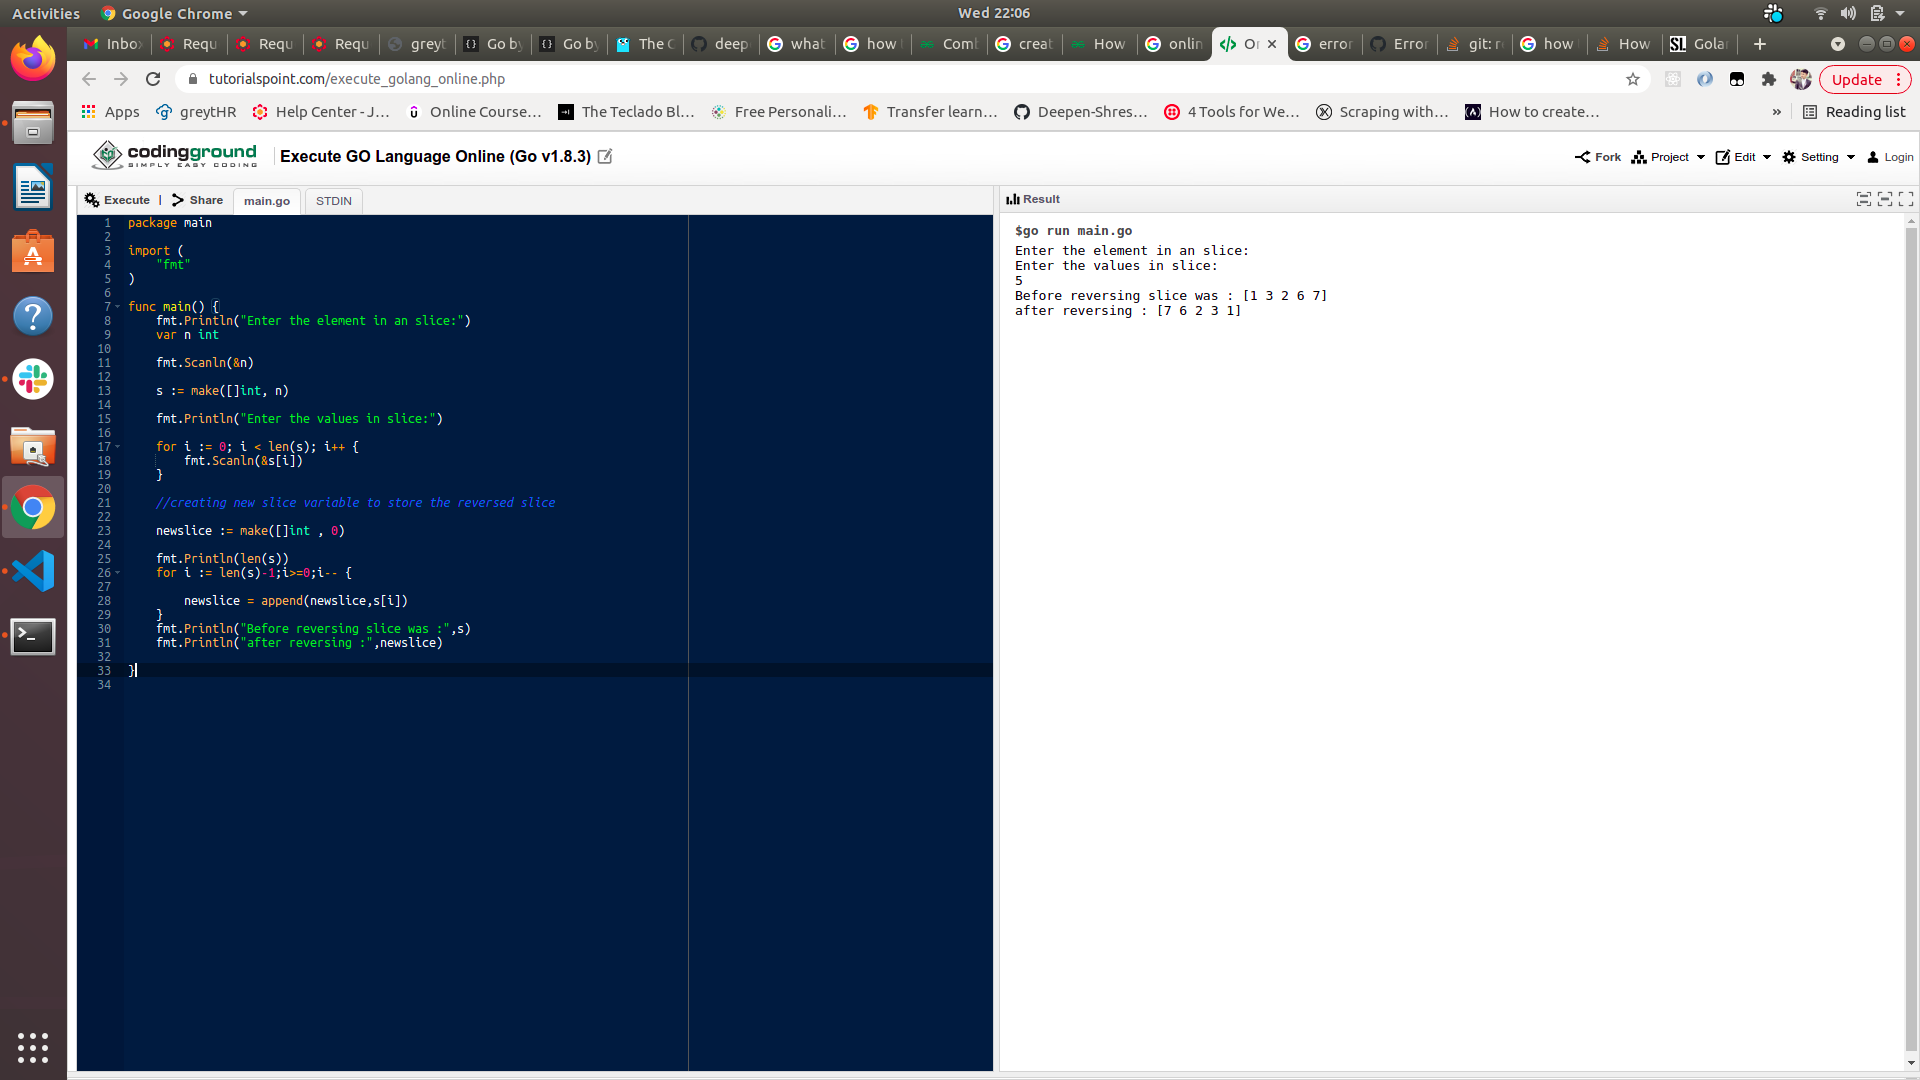 Activities Google Chrome Wed 22:06
Inbo Requ Requ Requ greyt Go by Go by The C deep what how Comb creat How onlin Or error Error git: r how How Gola
tutorialspoint.com/execute_golang_online.php Update
Apps greytHR Help Center - J... Online Course... The Teclado Bl... Free Personali... Transfer learn... Deepen-Shres... 4 Tools for We... Scraping with... How to create... » Reading list
codingground
SIMPLY EASY CODING
Execute GO Language Online (Go v1.8.3) Fork Project Edit Setting Login
Execute | Share main.go STDIN Result
1 package main
2
3 import (
4 "fmt"
5 )
6
7 func main() {
8 fmt.Println("Enter the element in an slice:")
9 var n int
10
11 fmt.Scanln(&n)
12
13 s := make([]int, n)
14
15 fmt.Println("Enter the values in slice:")
16
17 for i := 0; i < len(s); i++ {
18 fmt.Scanln(&s[i])
19 }
20
21 //creating new slice variable to store the reversed slice
22
23 newslice := make([]int , 0)
24
25 fmt.Println(len(s))
26 for i := len(s)-1;i>=0;i-- {
27
28 newslice = append(newslice,s[i])
29 }
30 fmt.Println("Before reversing slice was :",s)
31 fmt.Println("after reversing :",newslice)
32
33 }
34
$go run main.go
Enter the element in an slice:
Enter the values in slice:
5
Before reversing slice was : [1 3 2 6 7]
after reversing : [7 6 2 3 1]